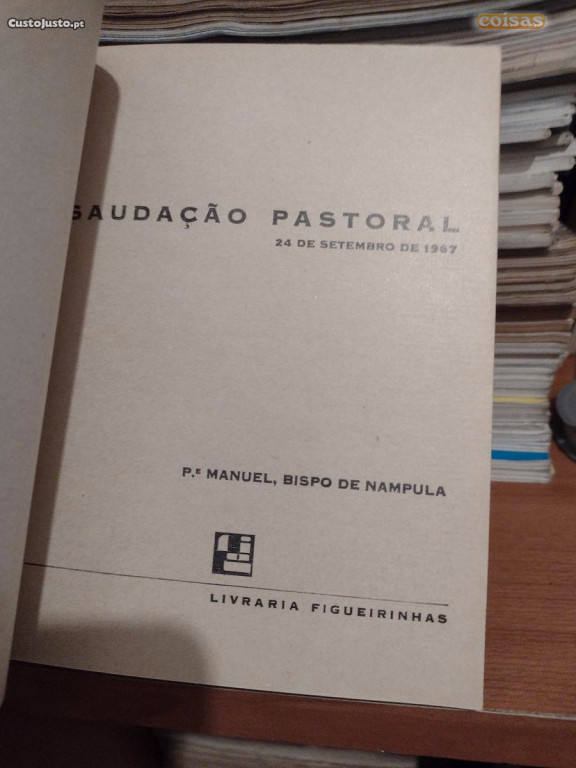 CustoJusto.pt
coisas
SAUDAÇÃO PASTORAL
24 DE SETEMBRO DE 1967
P.E MANUEL, BISPO DE NAMPULA
LIVRARIA FIGUEIRINHAS